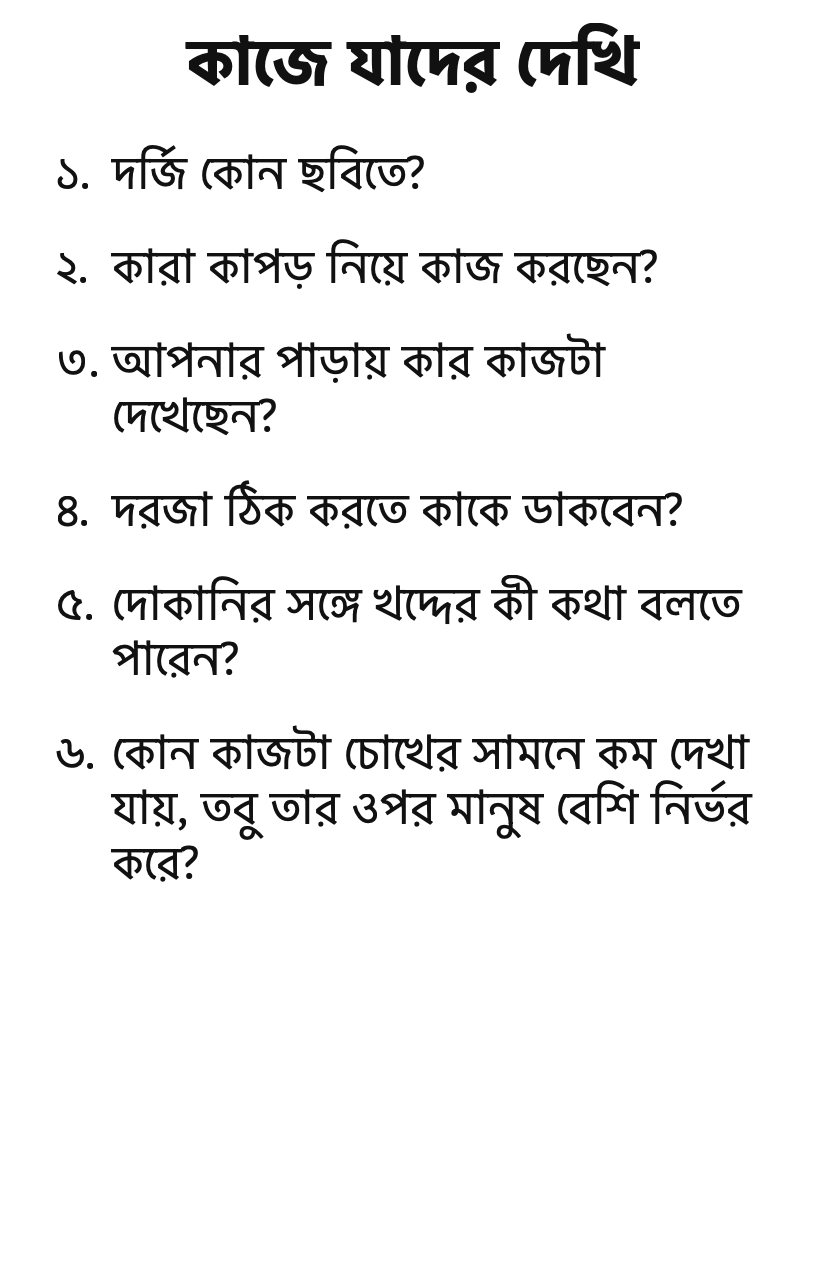 কাজে যাদের দেখি
১. দর্জি কোন ছবিতে?
২. কারা কাপড় নিয়ে কাজ করছেন?
৩. আপনার পাড়ায় কার কাজটা
দেখেছেন?
৪. দরজা ঠিক করতে কাকে ডাকবেন?
৫. দোকানির সঙ্গে খদ্দের কী কথা বলতে
পারেন?
৬. কোন কাজটা চোখের সামনে কম দেখা
যায়, তবু তার ওপর মানুষ বেশি নির্ভর
করে?